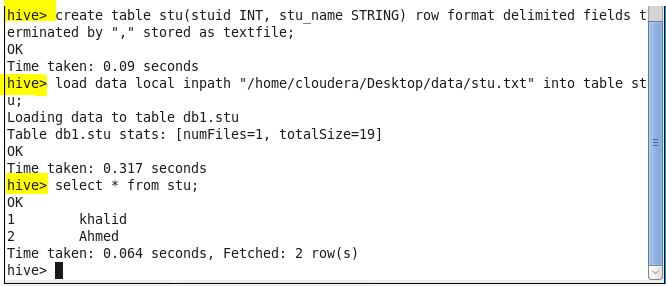 hive> create table stu(stuid INT, stu_name STRING) row format delimited fields t
erminated by "," stored as textfile;
OK
Time taken: 0.09 seconds
hive> load data local inpath "/home/cloudera/Desktop/data/stu.txt" into table st
u;
Loading data to table db1.stu
Table db1.stu stats: [numFiles=1, totalSize=19]
OK
Time taken: 0.317 seconds
hive> select * from stu;
OK
1       khalid
2       Ahmed
Time taken: 0.064 seconds, Fetched: 2 row(s)
hive>